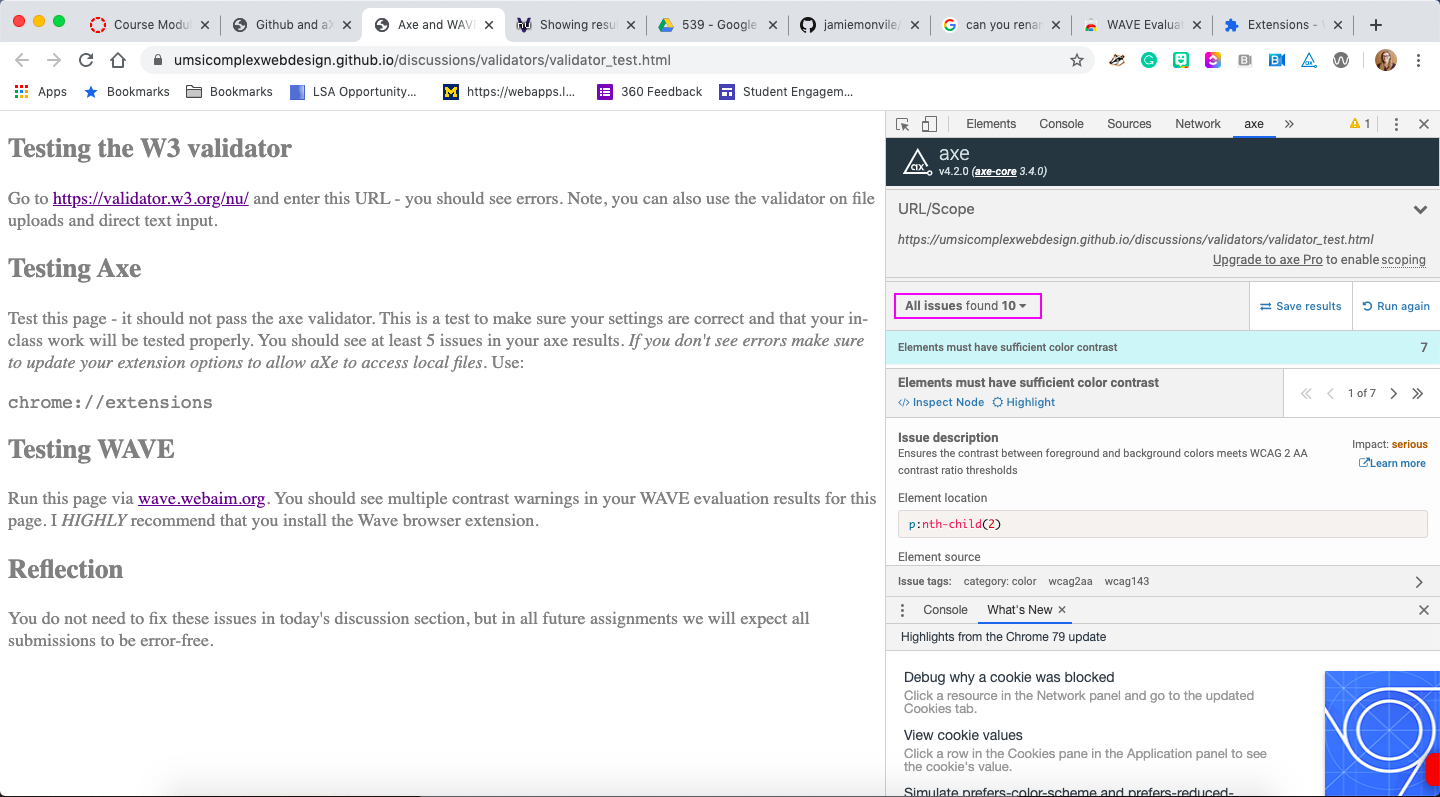 Course Modul
Github and aX
Axe and WAVE
Showing resu
539 - Google
jamiemonville/
can you renam
WAVE Evaluat
Extensions -
umsicomplexwebdesign.github.io/discussions/validators/validator_test.html
Apps
Bookmarks
Bookmarks
LSA Opportunity...
https://webapps.l...
360 Feedback
Student Engagem...
Testing the W3 validator
Go to https://validator.w3.org/nu/ and enter this URL - you should see errors. Note, you can also use the validator on file
uploads and direct text input.
Testing Axe
Test this page - it should not pass the axe validator. This is a test to make sure your settings are correct and that your in-
class work will be tested properly. You should see at least 5 issues in your axe results. If you don't see errors make sure
to update your extension options to allow aXe to access local files. Use:
chrome://extensions
Testing WAVE
Run this page via wave.webaim.org. You should see multiple contrast warnings in your WAVE evaluation results for this
page. I HIGHLY recommend that you install the Wave browser extension.
Reflection
You do not need to fix these issues in today's discussion section, but in all future assignments we will expect all
submissions to be error-free.
Elements Console Sources Network axe » 1
axe
v4.2.0 (axe-core 3.4.0)
URL/Scope
https://umsicomplexwebdesign.github.io/discussions/validators/validator_test.html
Upgrade to axe Pro to enable scoping
All issues found 10
Save results
Run again
Elements must have sufficient color contrast 7
Elements must have sufficient color contrast
</> Inspect Node Highlight
1 of 7
Issue description
Ensures the contrast between foreground and background colors meets WCAG 2 AA
contrast ratio thresholds
Impact: serious
Learn more
Element location
p:nth-child(2)
Element source
Issue tags: category: color wcag2aa wcag143
Console What's New
Highlights from the Chrome 79 update
Debug why a cookie was blocked
Click a resource in the Network panel and go to the updated
Cookies tab.
View cookie values
Click a row in the Cookies pane in the Application panel to see
the cookie's value.
Simulate prefers-color-scheme and prefers-reduced-